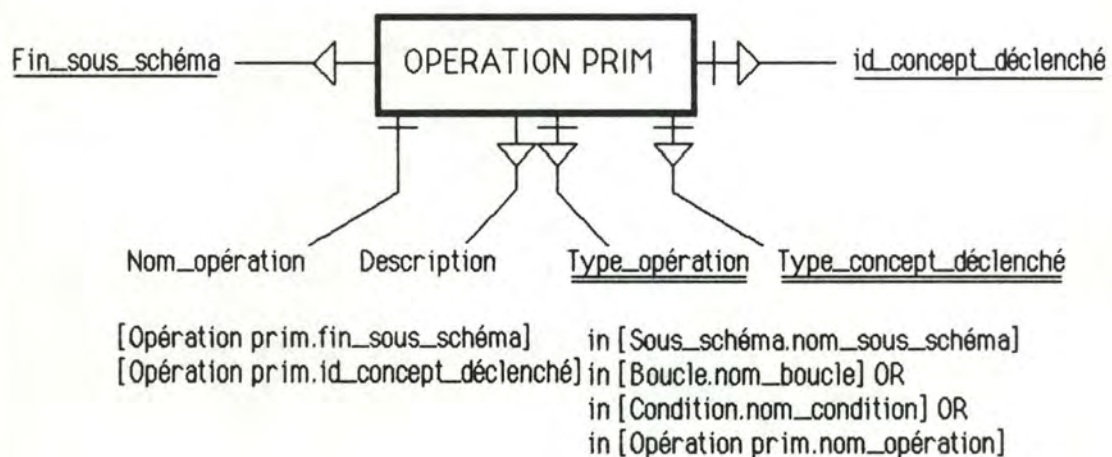 Fin_sous_schéma OPERATION PRIM id_concept_déclenché
Nom_opération Description Type_opération Type_concept_déclenché
[Opération prim.fin_sous_schéma] in [Sous_schéma.nom_sous_schéma]
[Opération prim.id_concept_déclenché] in [Boucle.nom_boucle] OR
in [Condition.nom_condition] OR
in [Opération prim.nom_opération]